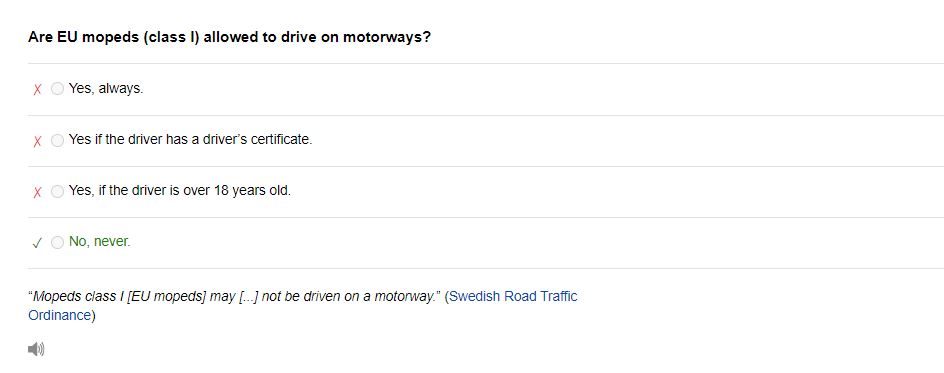 Are EU mopeds (class I) allowed to drive on motorways?
✗ Yes, always.
✗ Yes if the driver has a driver's certificate.
✗ Yes, if the driver is over 18 years old.
✓ No, never.
"Mopeds class I [EU mopeds] may [...] not be driven on a motorway." (Swedish Road Traffic
Ordinance)